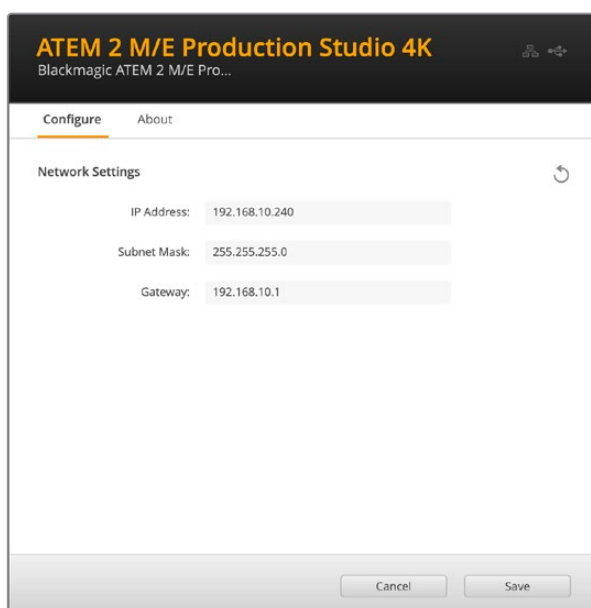 ATEM 2 M/E Production Studio 4K
Blackmagic ATEM 2 M/E Pro...
Configure About
Network Settings
IP Address: 192.168.10.240
Subnet Mask: 255.255.255.0
Gateway: 192.168.10.1
Cancel Save